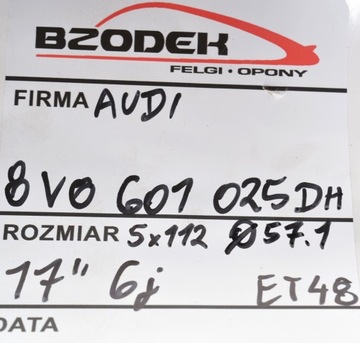 BZODEK
FELGI • OPONY
FIRMA AUDI
8V0 601 025DH
ROZMIAR 5x112 Ø57.1
17" 6j ET48
DATA